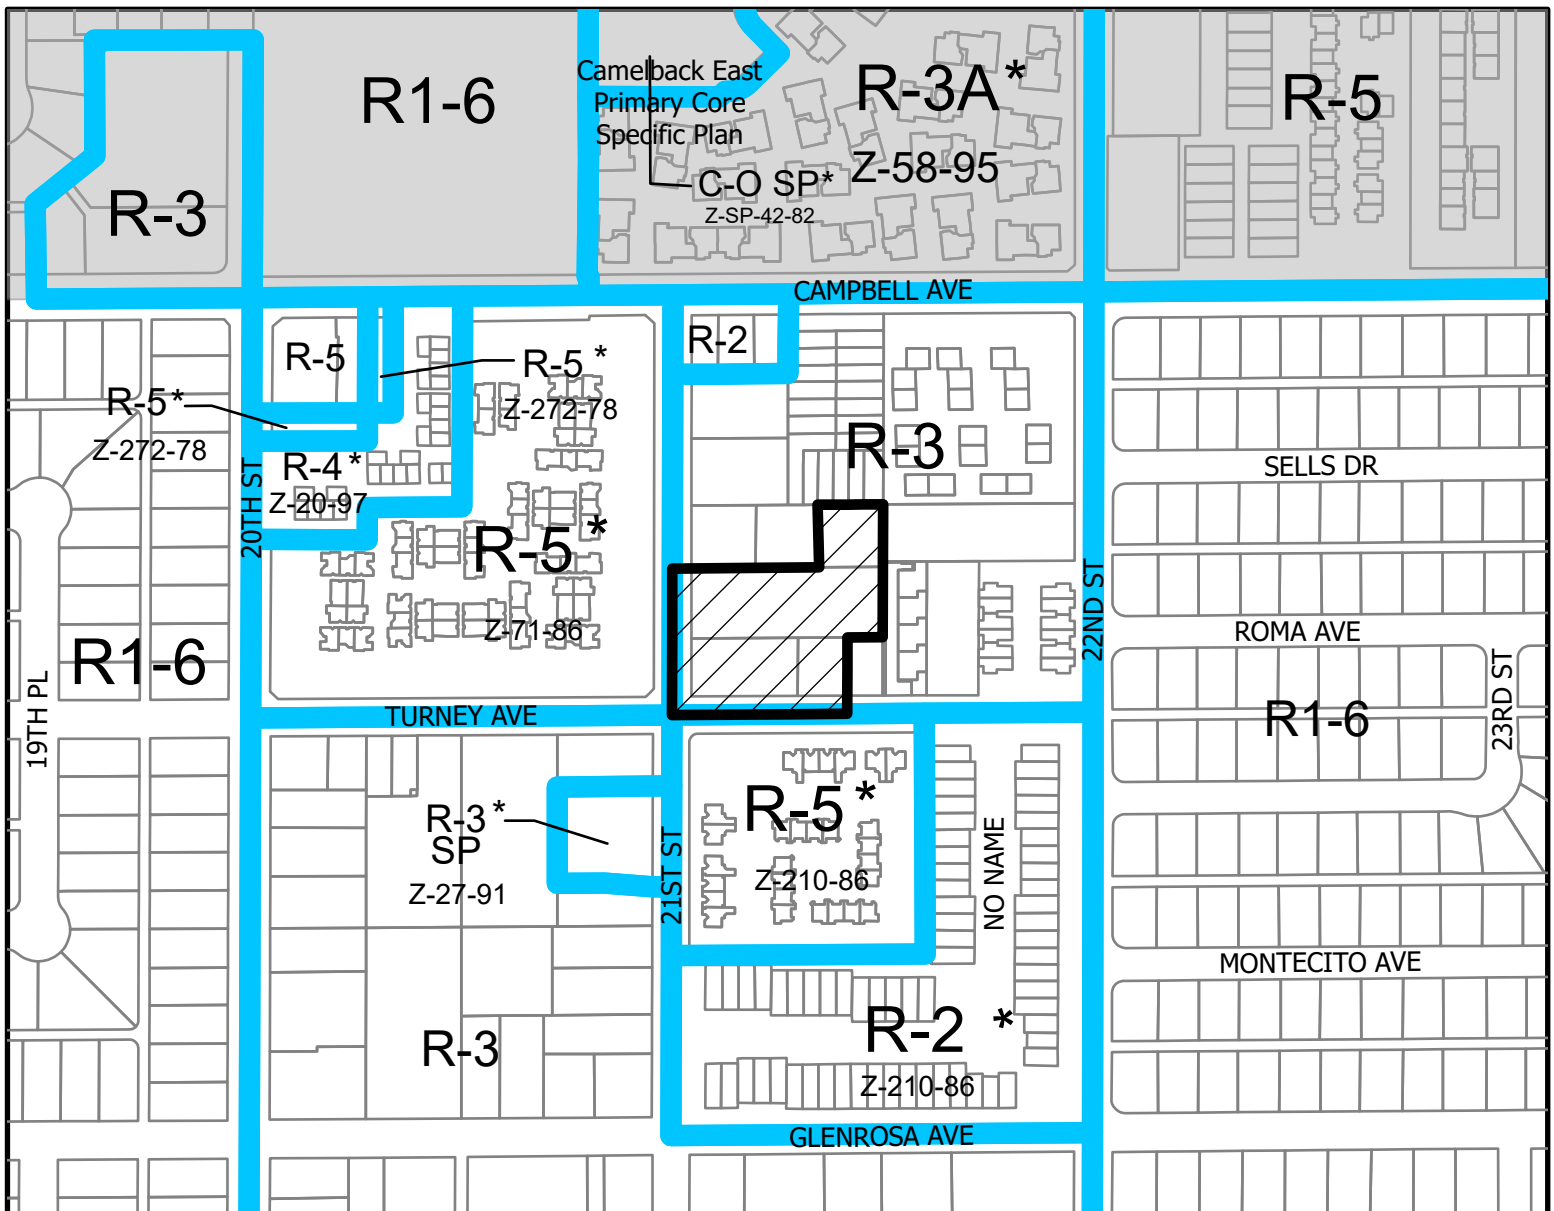 R1-6
Camelback East
Primary Core
Specific Plan
R-3A*
R-5
Z-58-95
C-O SP*
Z-SP-42-82
R-3
CAMPBELL AVE
R-5
R-5 *
Z-272-78
R-2
R-5*
Z-272-78
R-4*
Z-20-97
R-3
SELLS DR
20TH ST
R-5 *
Z-71-86
R1-6
22ND ST
ROMA AVE
19TH PL
TURNEY AVE
R1-6
23RD ST
R-3 *
SP
Z-27-91
21ST ST
R-5 *
Z-210-86
NO NAME
MONTECITO AVE
R-3
R-2 *
Z-210-86
GLENROSA AVE